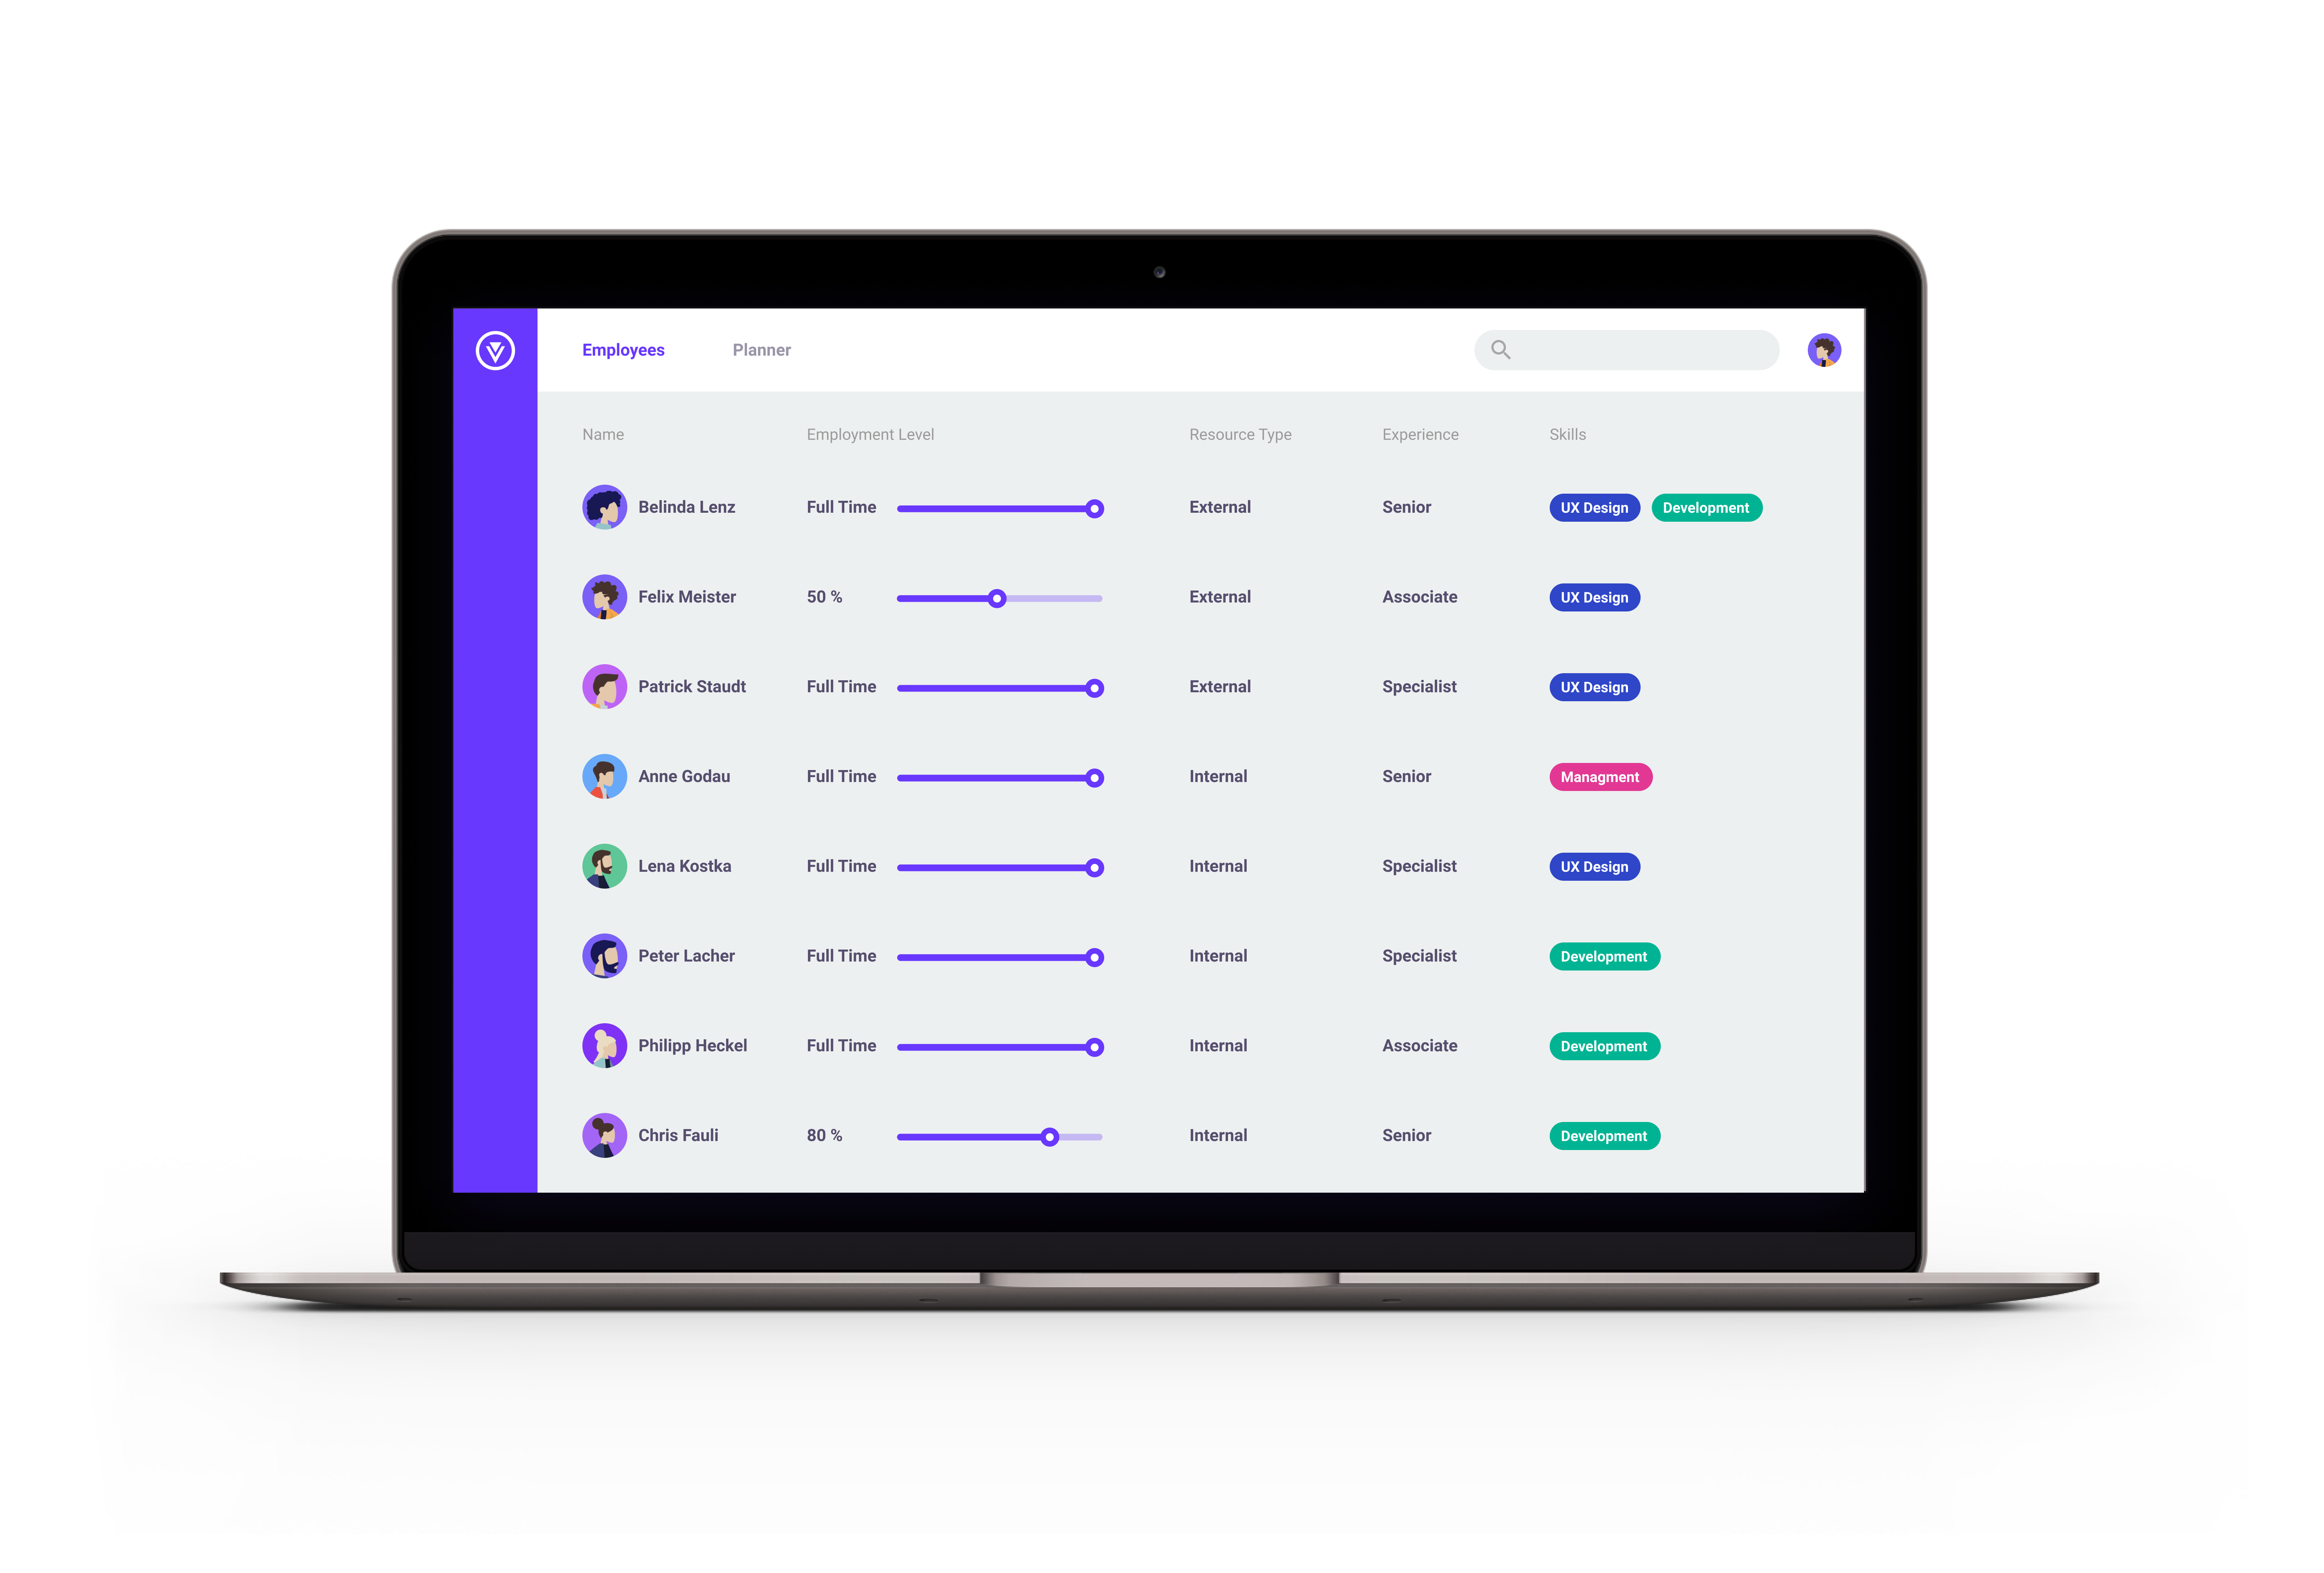 Employees Planner
Name Employment Level Resource Type Experience Skills
Belinda Lenz Full Time External Senior UX Design Development
Felix Meister 50 % External Associate UX Design
Patrick Staudt Full Time External Specialist UX Design
Anne Godau Full Time Internal Senior Managment
Lena Kostka Full Time Internal Specialist UX Design
Peter Lacher Full Time Internal Specialist Development
Philipp Heckel Full Time Internal Associate Development
Chris Fauli 80 % Internal Senior Development